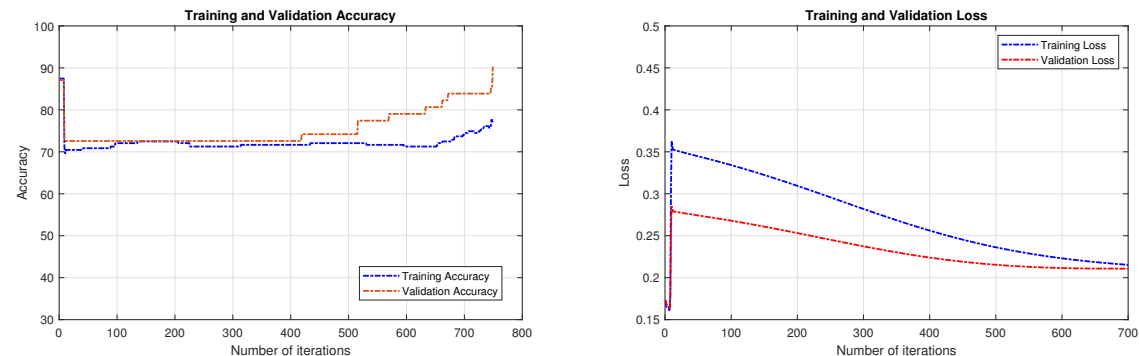 Training and Validation Accuracy
100
90
80
70
60
50
40
30
Accuracy
Training Accuracy
Validation Accuracy
0 100 200 300 400 500 600 700 800
Number of iterations
Training and Validation Loss
0.5
0.45
0.4
0.35
0.3
0.25
0.2
0.15
Loss
Training Loss
Validation Loss
0 100 200 300 400 500 600 700
Number of iterations